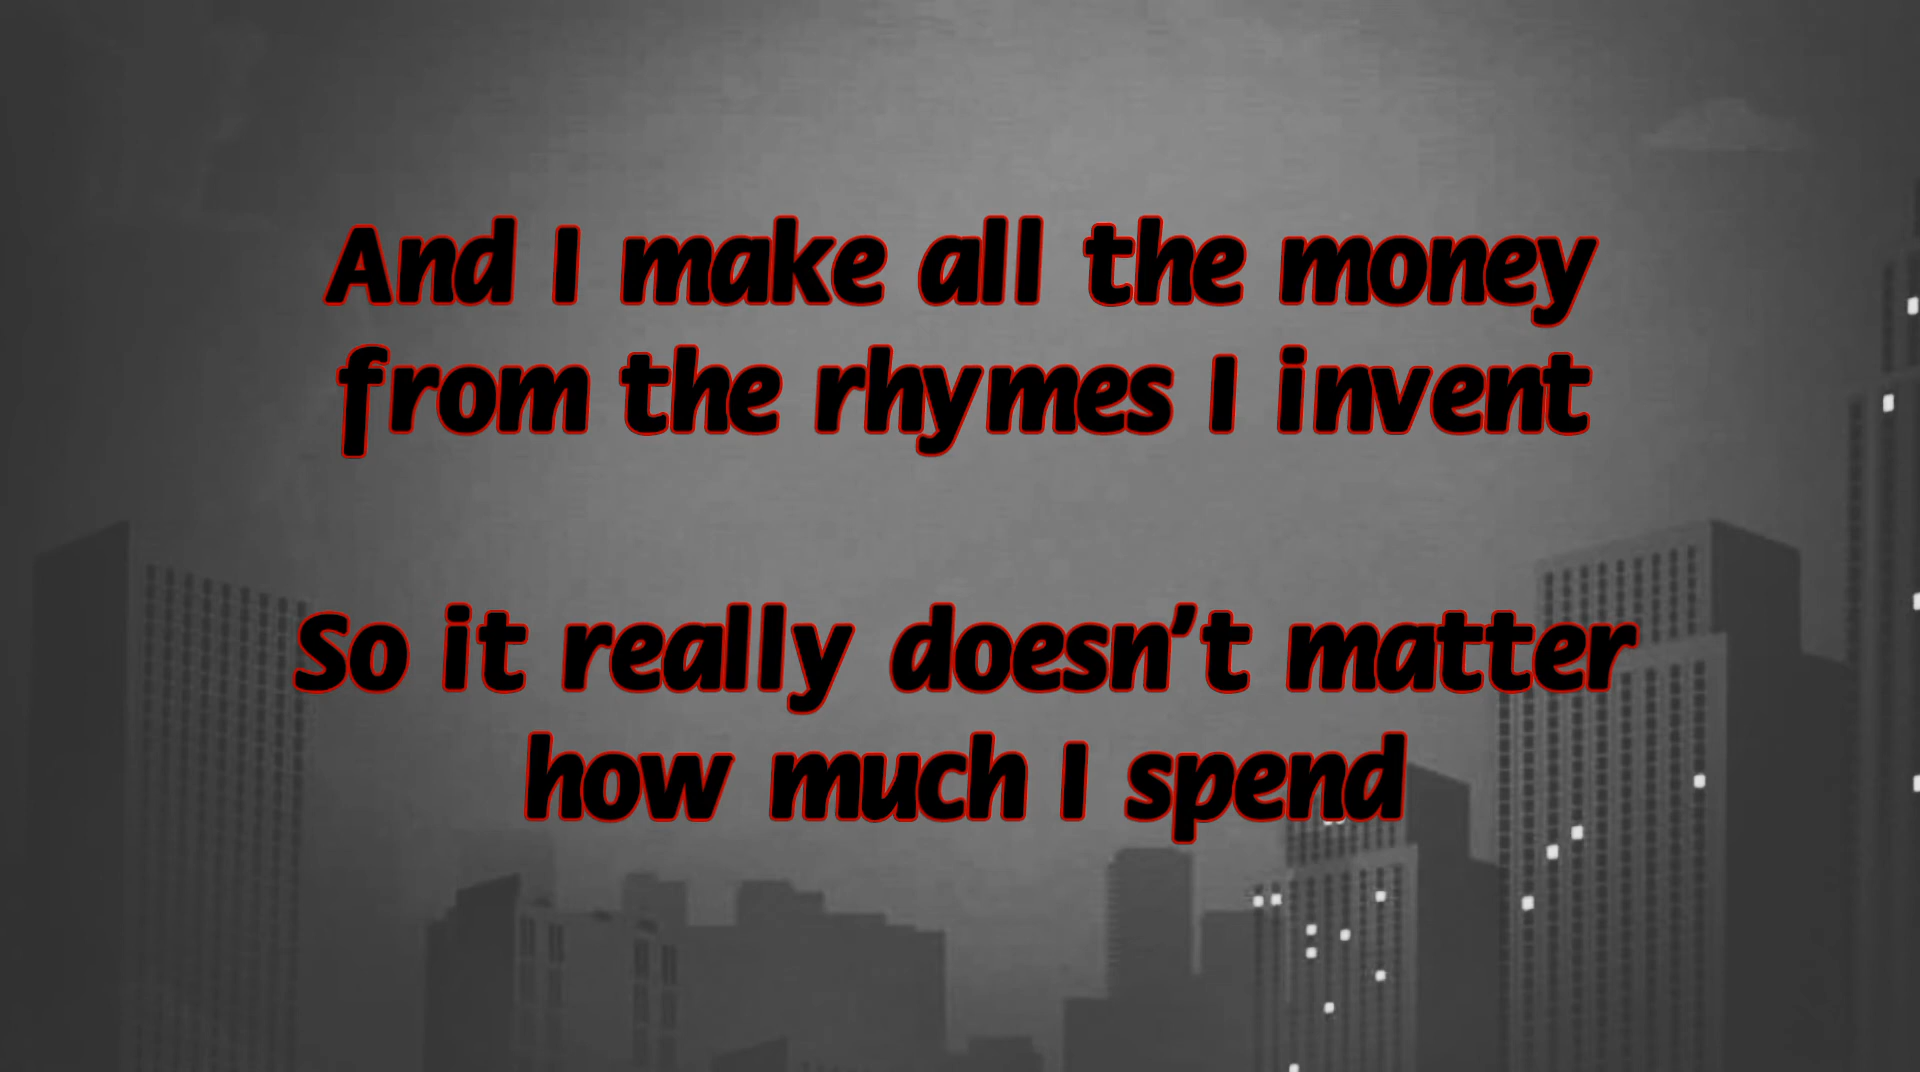 And I make all the money
from the rhymes I invent
So it really doesn’t matter
how much I spend